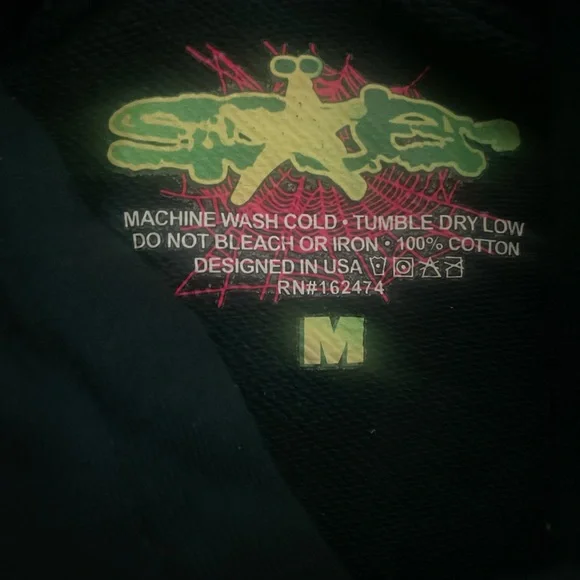 MACHINE WASH COLD • TUMBLE DRY LOW
DO NOT BLEACH OR IRON • 100% COTTON
DESIGNED IN USA
RN#162474
M